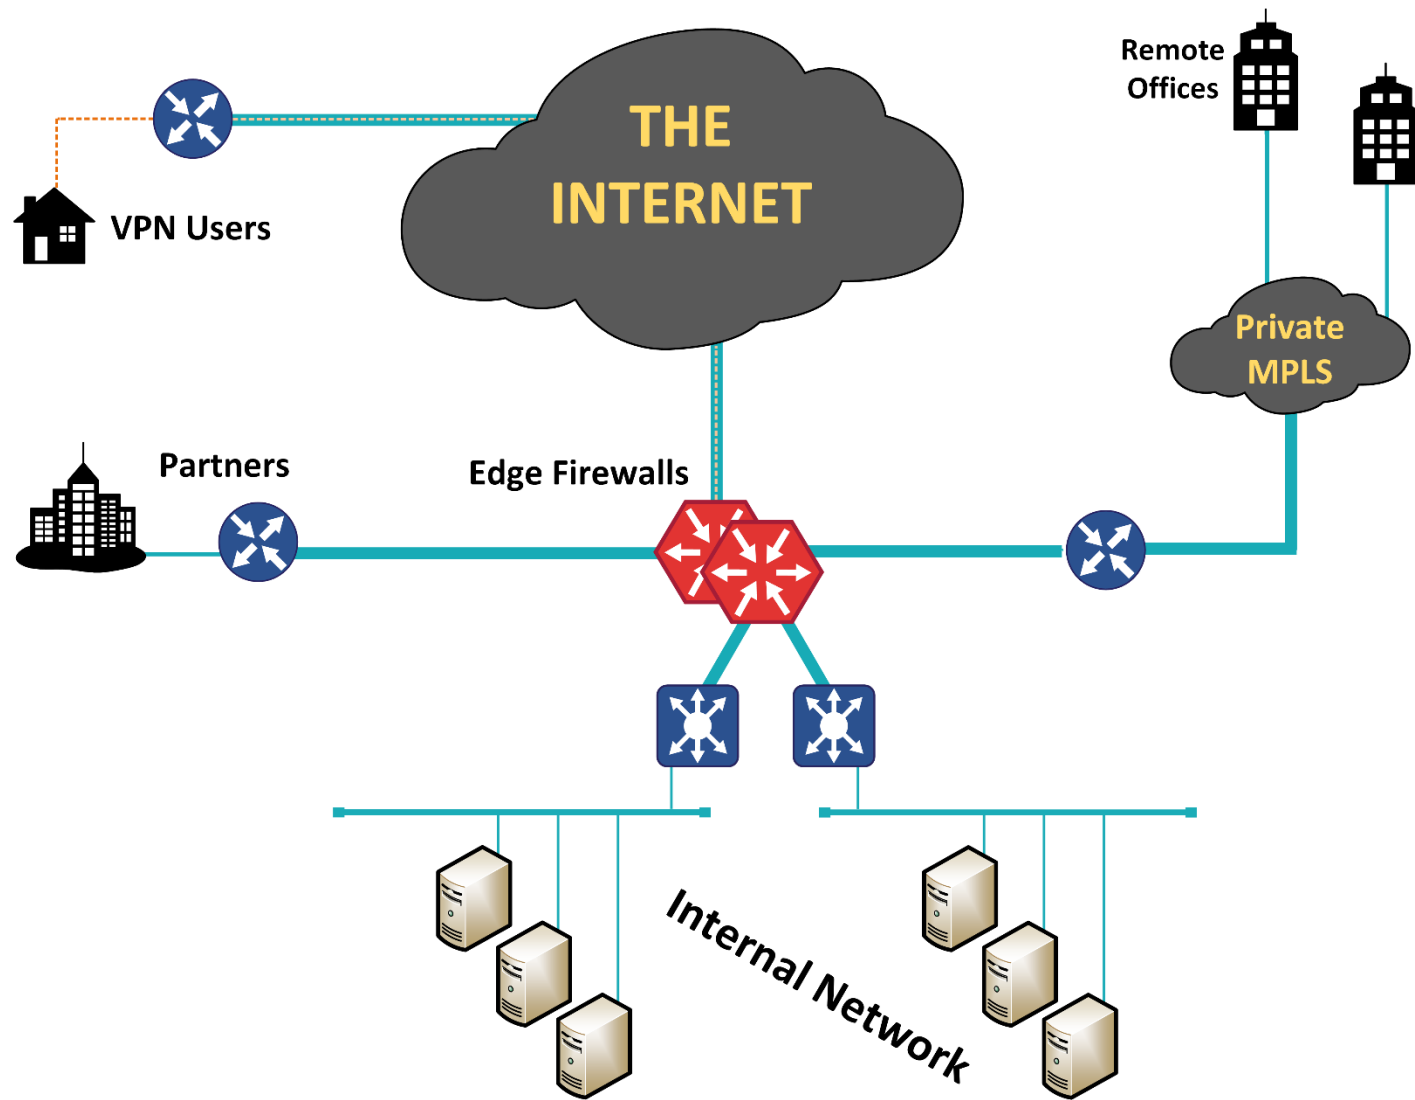 Remote
Offices
THE
INTERNET
VPN Users
Private
MPLS
Partners
Edge Firewalls
Internal Network